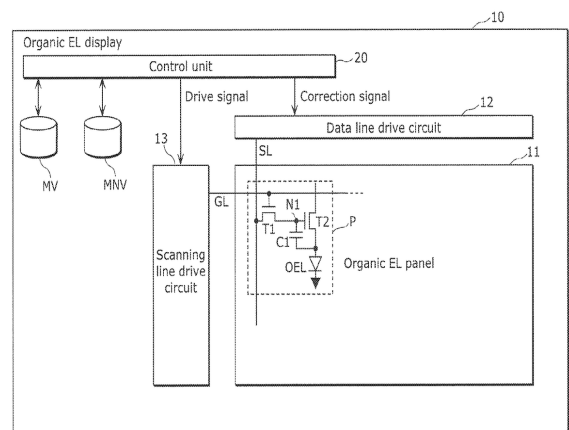 10
Organic EL display
Control unit
20
Drive signal
Correction signal
12
Data line drive circuit
MV
MNV
13
SL
11
GL
Scanning
line drive
circuit
N1
T1
T2
P
C1
OEL
Organic EL panel